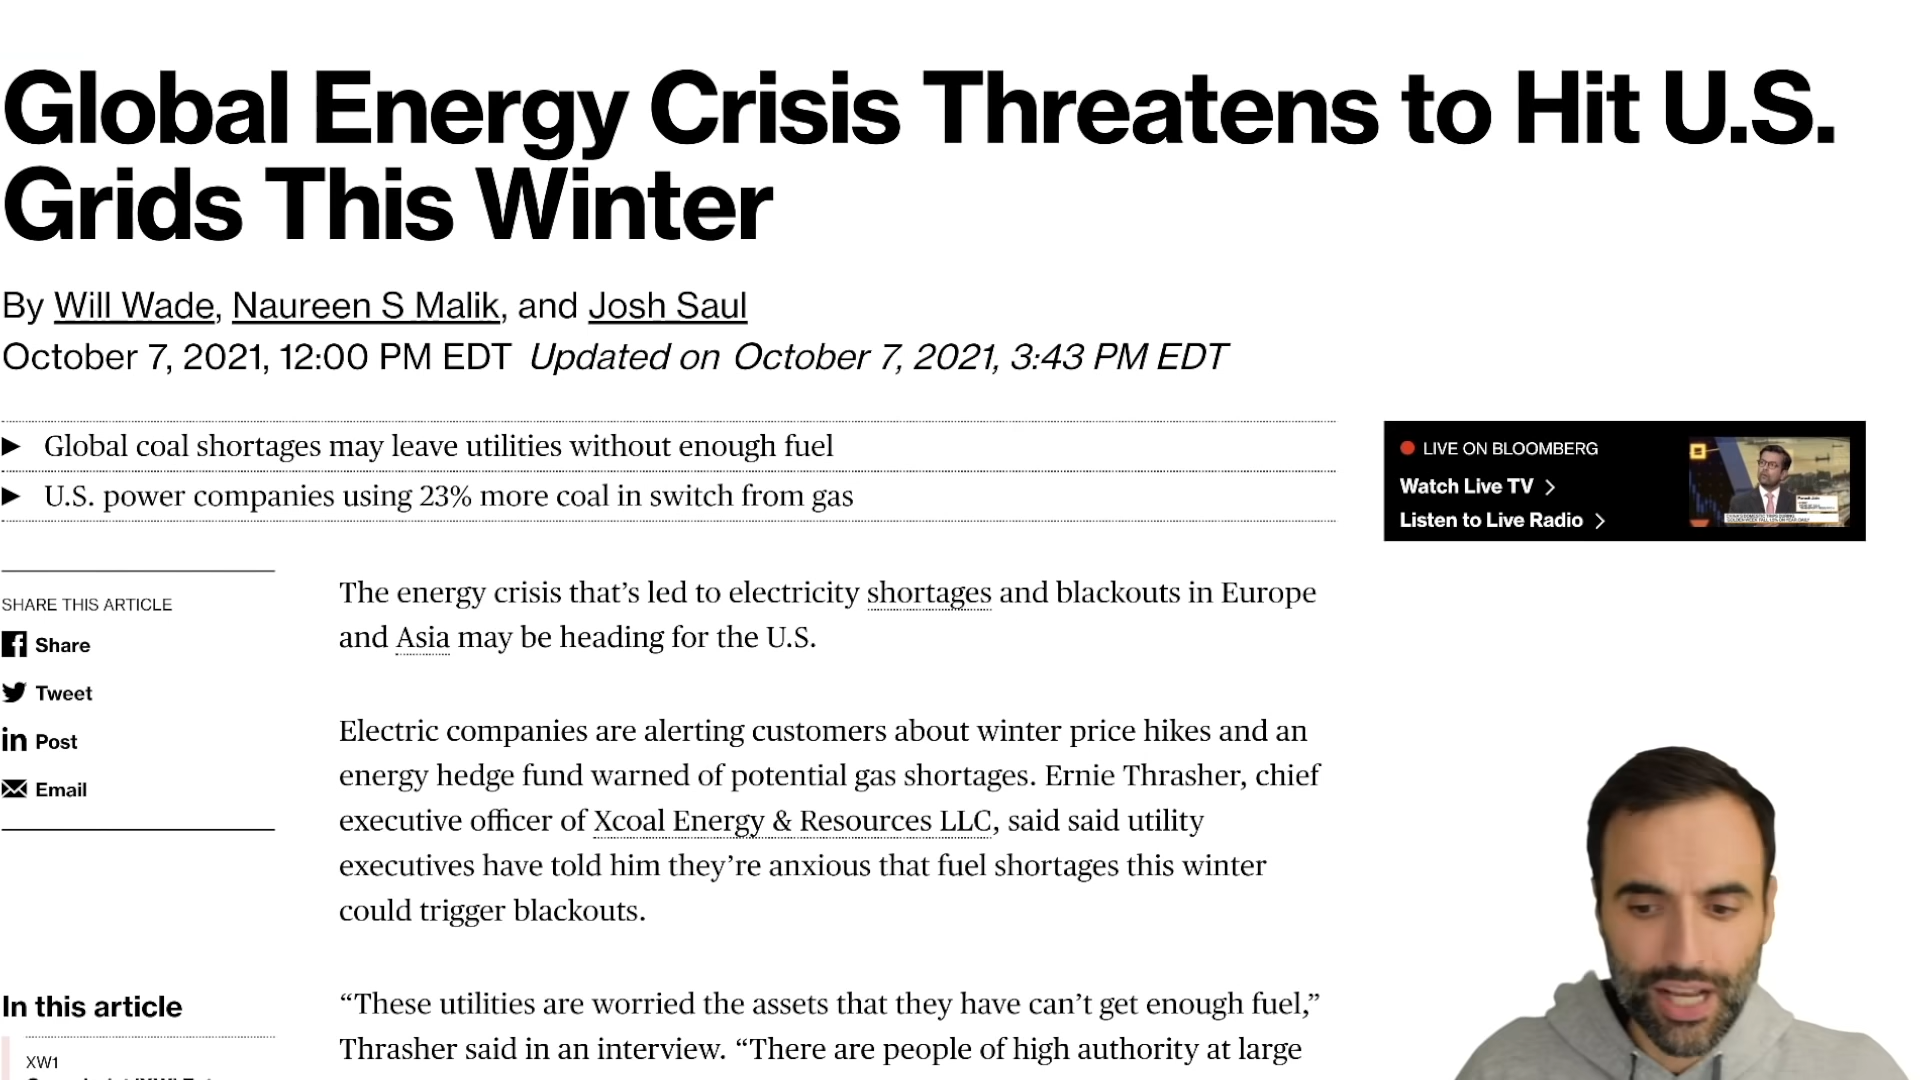 Global Energy Crisis Threatens to Hit U.S.
Grids This Winter
By Will Wade, Naureen S Malik, and Josh Saul
October 7, 2021, 12:00 PM EDT Updated on October 7, 2021, 3:43 PM EDT
Global coal shortages may leave utilities without enough fuel
U.S. power companies using 23% more coal in switch from gas
LIVE ON BLOOMBERG
Watch Live TV
Listen to Live Radio
SHARE THIS ARTICLE
Share
Tweet
in Post
Email
The energy crisis that’s led to electricity shortages and blackouts in Europe
and Asia may be heading for the U.S.
Electric companies are alerting customers about winter price hikes and an
energy hedge fund warned of potential gas shortages. Ernie Thrasher, chief
executive officer of Xcoal Energy & Resources LLC, said said utility
executives have told him they’re anxious that fuel shortages this winter
could trigger blackouts.
In this article
XW1
“These utilities are worried the assets that they have can’t get enough fuel,”
Thrasher said in an interview. “There are people of high authority at large